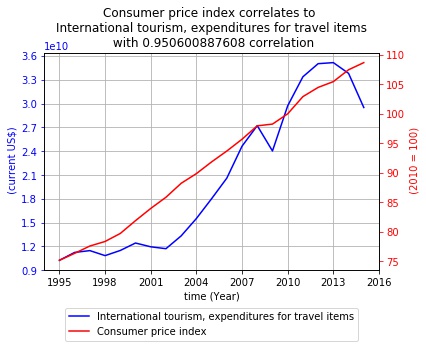 Consumer price index correlates to
International tourism, expenditures for travel items
with 0.950600887608 correlation
1e10
3.6
3.3
3.0
2.7
2.4
2.1
1.8
1.5
1.2
0.9
(current US$)
110
105
100
95
90
85
80
75
(2010 = 100)
1995 1998 2001 2004 2007 2010 2013 2016
time (Year)
International tourism, expenditures for travel items
Consumer price index